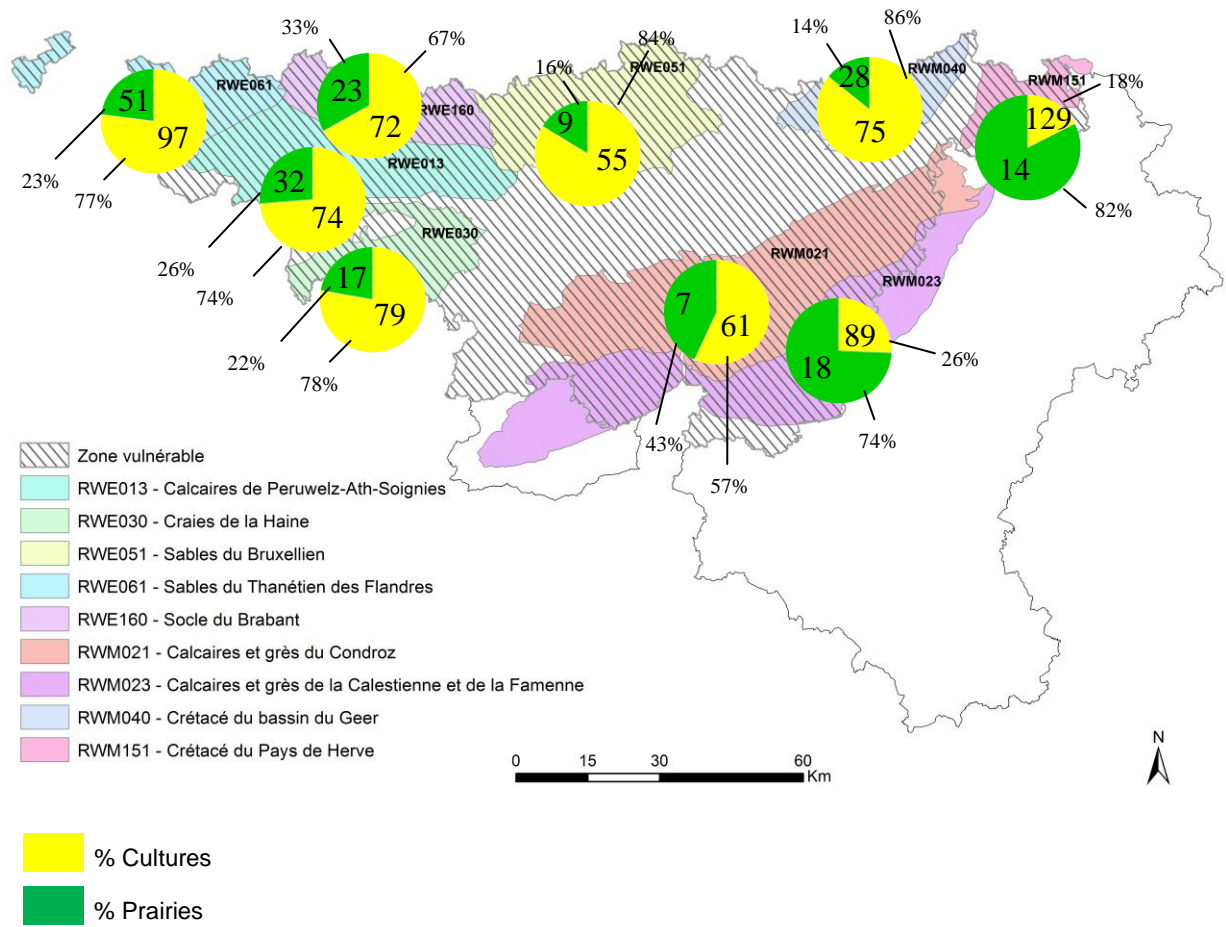 33%
67%
84%
16%
14%
86%
RWE061
RWE160
RWE051
RWM040
RWM151
18%
51
97
23
72
9
55
28
75
129
14
23%
77%
RWE013
82%
32
74
26%
74%
RWE030
RWM021
RWM023
17
79
22%
78%
7
61
89
18
26%
43%
57%
74%
Zone vulnérable
RWE013 - Calcaires de Peruwelz-Ath-Soignies
RWE030 - Craies de la Haine
RWE051 - Sables du Bruxellien
RWE061 - Sables du Thanétien des Flandres
RWE160 - Socle du Brabant
RWM021 - Calcaires et grès du Condroz
RWM023 - Calcaires et grès de la Calestienne et de la Famenne
RWM040 - Crétacé du bassin du Geer
RWM151 - Crétacé du Pays de Herve
0 15 30 60
Km
N
% Cultures
% Prairies